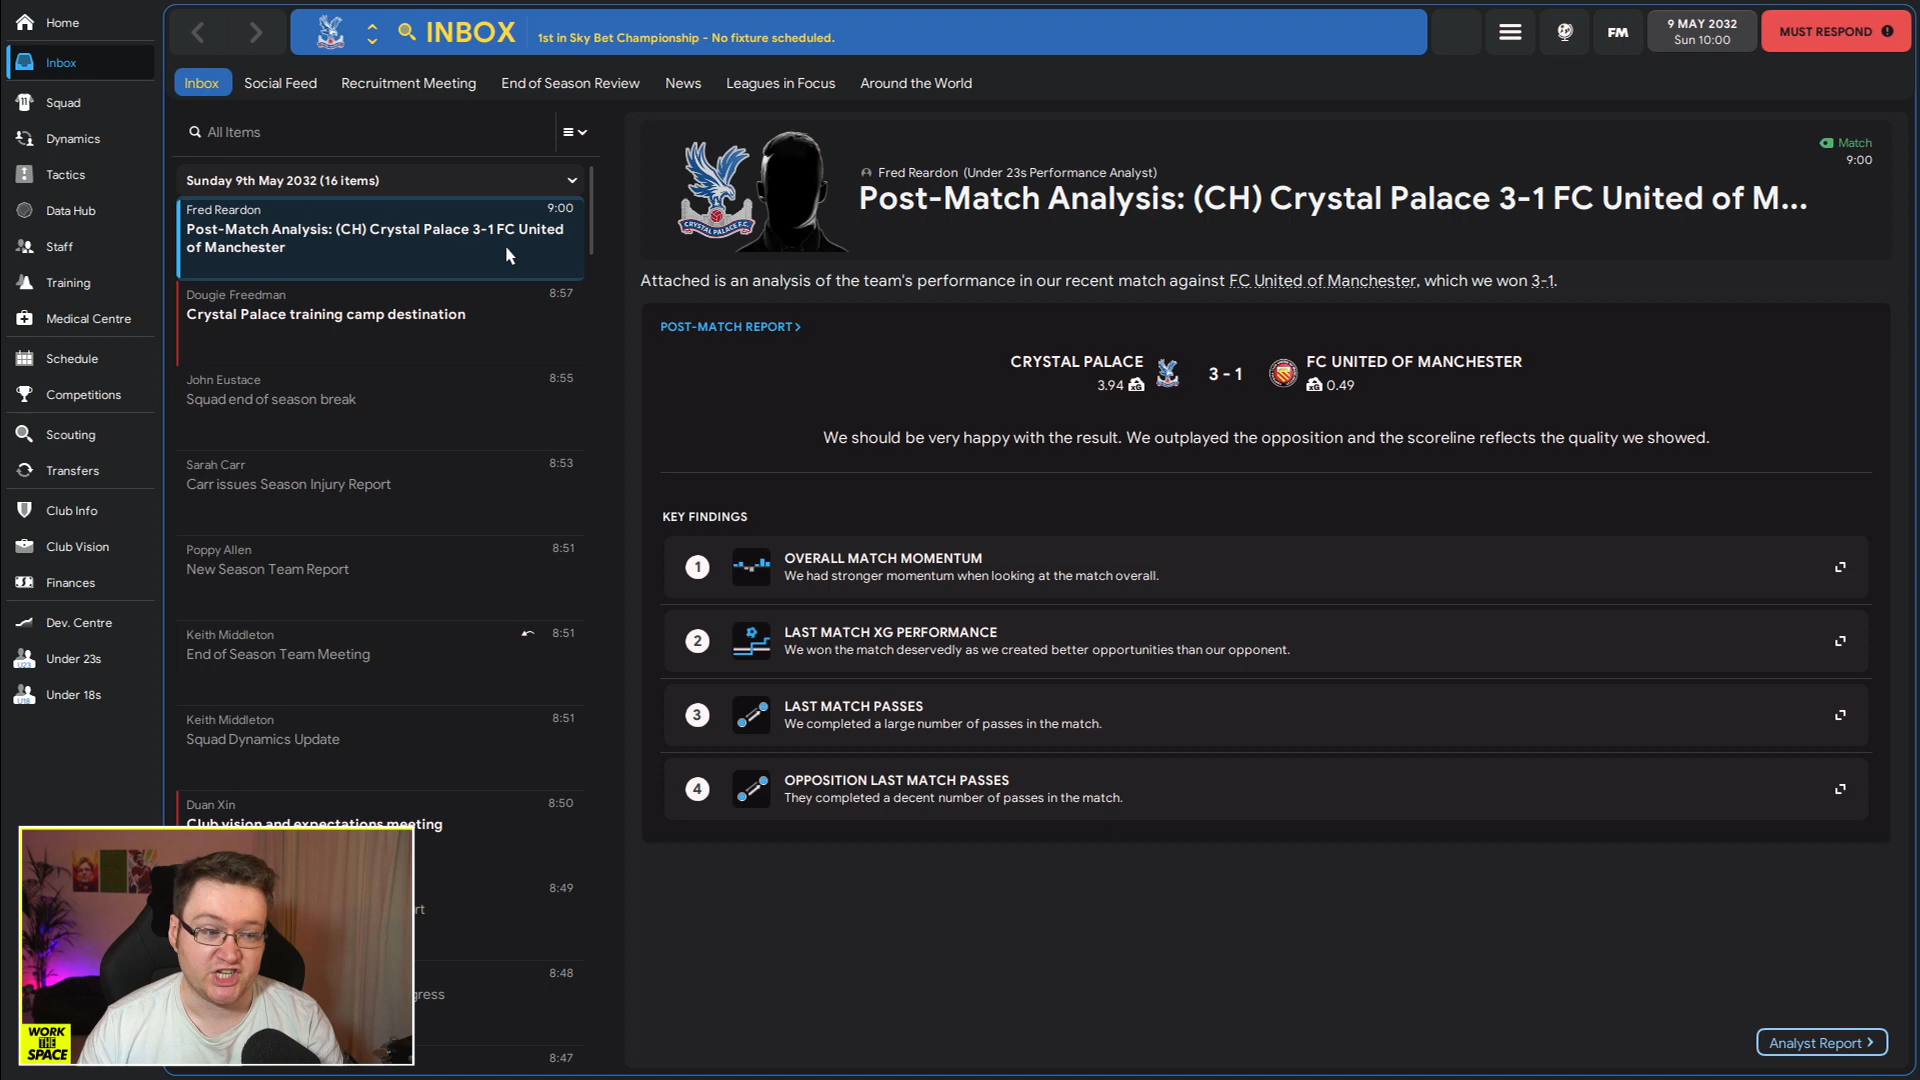 Home
Inbox
Squad
Dynamics
Tactics
Data Hub
Staff
Training
Medical Centre
Schedule
Competitions
Scouting
Transfers
Club Info
Club Vision
Finances
Dev. Centre
Under 23s
Under 18s
INBOX
1st in Sky Bet Championship - No fixture scheduled.
FM
9 MAY 2032
Sun 10:00
MUST RESPOND
Inbox
Social Feed
Recruitment Meeting
End of Season Review
News
Leagues in Focus
Around the World
All Items
Sunday 9th May 2032 (16 items)
Fred Reardon 9:00
Post-Match Analysis: (CH) Crystal Palace 3-1 FC United
of Manchester
Dougie Freedman 8:57
Crystal Palace training camp destination
John Eustace 8:55
Squad end of season break
Sarah Carr 8:53
Carr issues Season Injury Report
Poppy Allen 8:51
New Season Team Report
Keith Middleton 8:51
End of Season Team Meeting
Keith Middleton 8:51
Squad Dynamics Update
Duan Xin 8:50
Club vision and expectations meeting
8:49
8:48
8:47
WORK
THE
SPACE
CRYSTAL PALACE F.C.
Fred Reardon (Under 23s Performance Analyst)
Post-Match Analysis: (CH) Crystal Palace 3-1 FC United of M...
Match
9:00
Attached is an analysis of the team's performance in our recent match against FC United of Manchester, which we won 3-1.
POST-MATCH REPORT
CRYSTAL PALACE
3.94 xG
3 - 1
FC UNITED OF MANCHESTER
xG 0.49
We should be very happy with the result. We outplayed the opposition and the scoreline reflects the quality we showed.
KEY FINDINGS
1
OVERALL MATCH MOMENTUM
We had stronger momentum when looking at the match overall.
2
LAST MATCH XG PERFORMANCE
We won the match deservedly as we created better opportunities than our opponent.
3
LAST MATCH PASSES
We completed a large number of passes in the match.
4
OPPOSITION LAST MATCH PASSES
They completed a decent number of passes in the match.
Analyst Report